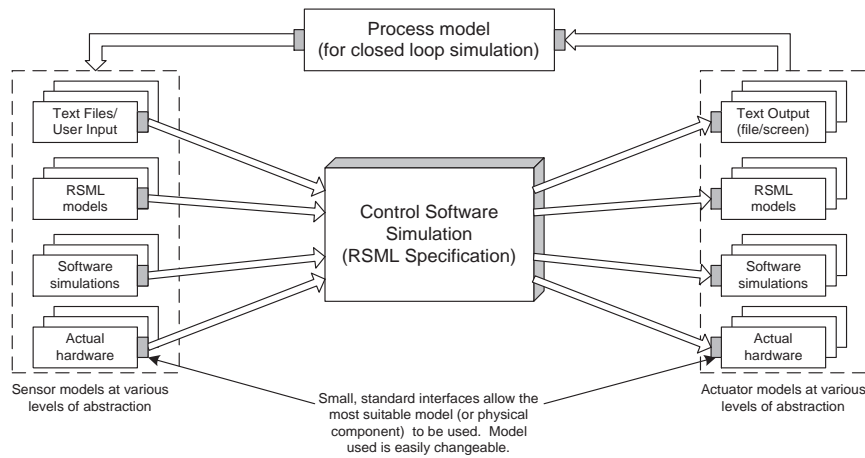 Process model
(for closed loop simulation)
Text Files/
User Input
RSML
models
Software
simulations
Actual
hardware
Sensor models at various
levels of abstraction
Control Software
Simulation
(RSML Specification)
Text Output
(file/screen)
RSML
models
Software
simulations
Actual
hardware
Actuator models at various
levels of abstraction
Small, standard interfaces allow the
most suitable model (or physical
component) to be used. Model
used is easily changeable.